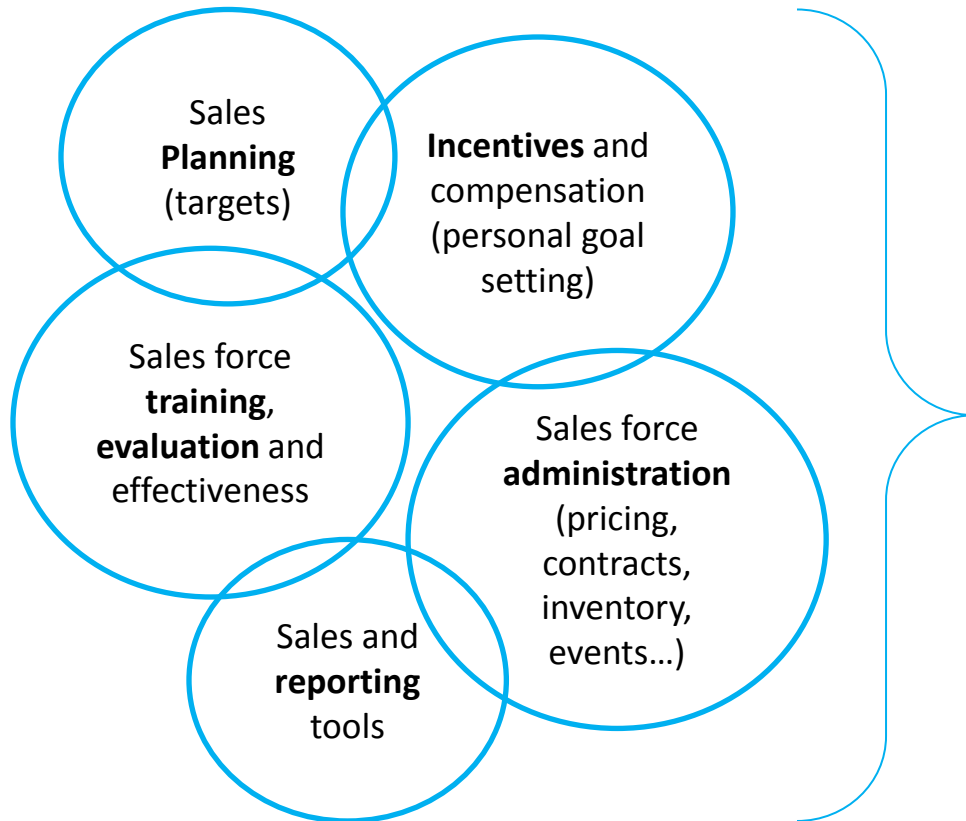 Sales
Planning
(targets)
Incentives and
compensation
(personal goal
setting)
Sales force
training,
evaluation and
effectiveness
Sales force
administration
(pricing,
contracts,
inventory,
events…)
Sales and
reporting
tools